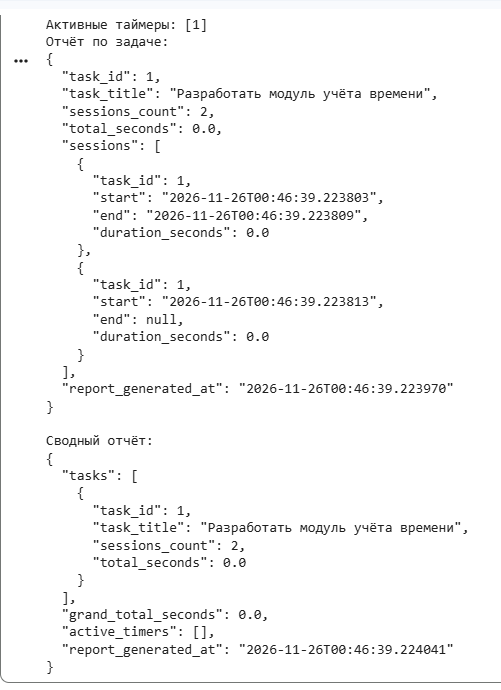 Активные таймеры: [1]
Отчёт по задаче:
{
  "task_id": 1,
  "task_title": "Разработать модуль учёта времени",
  "sessions_count": 2,
  "total_seconds": 0.0,
  "sessions": [
    {
      "task_id": 1,
      "start": "2026-11-26T00:46:39.223803",
      "end": "2026-11-26T00:46:39.223809",
      "duration_seconds": 0.0
    },
    {
      "task_id": 1,
      "start": "2026-11-26T00:46:39.223813",
      "end": null,
      "duration_seconds": 0.0
    }
  ],
  "report_generated_at": "2026-11-26T00:46:39.223970"
}

Сводный отчёт:
{
  "tasks": [
    {
      "task_id": 1,
      "task_title": "Разработать модуль учёта времени",
      "sessions_count": 2,
      "total_seconds": 0.0
    }
  ],
  "grand_total_seconds": 0.0,
  "active_timers": [],
  "report_generated_at": "2026-11-26T00:46:39.224041"
}